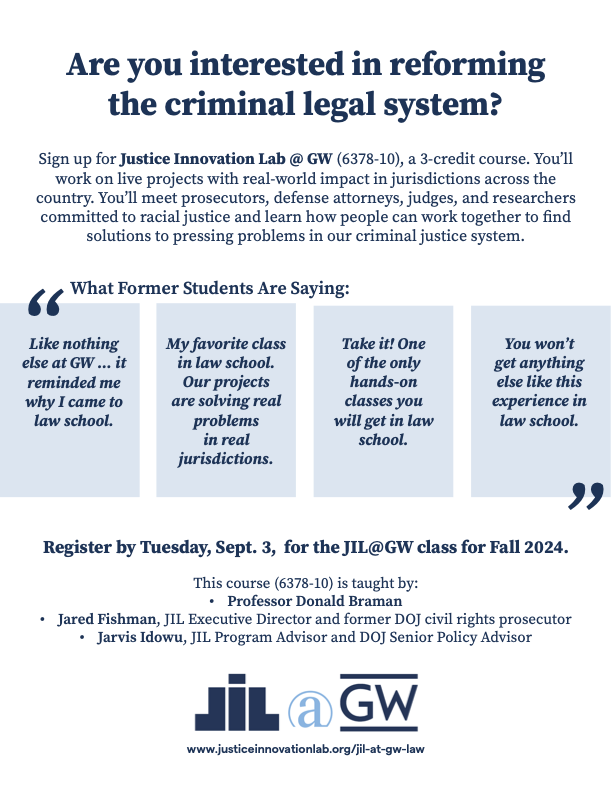 Are you interested in reforming
the criminal legal system?
Sign up for Justice Innovation Lab @ GW (6378-10), a 3-credit course. You’ll
work on live projects with real-world impact in jurisdictions across the
country. You’ll meet prosecutors, defense attorneys, judges, and researchers
committed to racial justice and learn how people can work together to find
solutions to pressing problems in our criminal justice system.
“ What Former Students Are Saying:
Like nothing
else at GW ... it
reminded me
why I came to
law school.
My favorite class
in law school.
Our projects
are solving real
problems
in real
jurisdictions.
Take it! One
of the only
hands-on
classes you
will get in law
school.
You won’t
get anything
else like this
experience in
law school.
”
Register by Tuesday, Sept. 3,  for the JIL@GW class for Fall 2024.
This course (6378-10) is taught by:
• Professor Donald Braman
• Jared Fishman, JIL Executive Director and former DOJ civil rights prosecutor
• Jarvis Idowu, JIL Program Advisor and DOJ Senior Policy Advisor
JIL @ GW
www.justiceinnovationlab.org/jil-at-gw-law